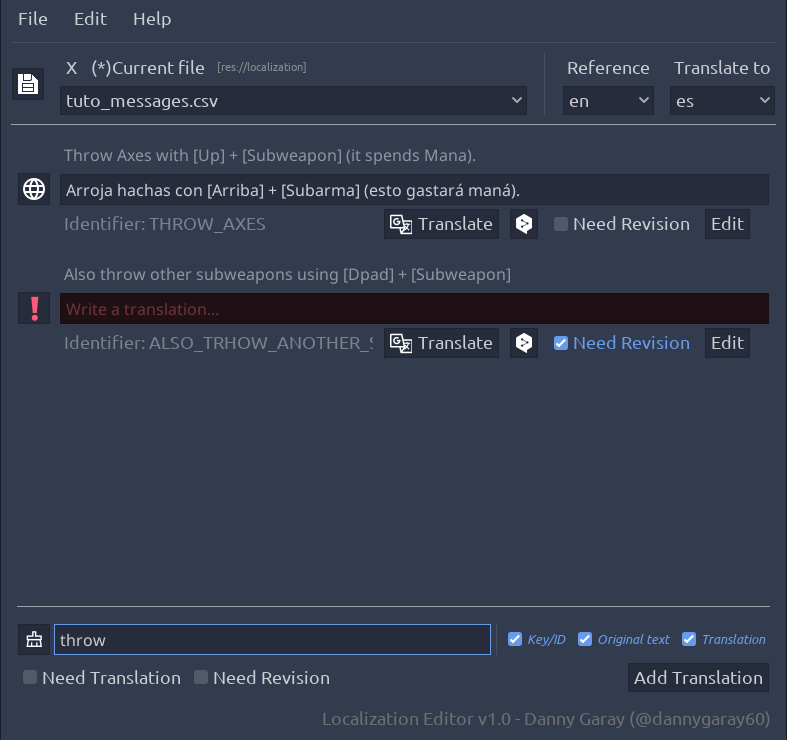 File Edit Help
X (*)Current file [res://localization] Reference Translate to
tuto_messages.csv en es
Throw Axes with [Up] + [Subweapon] (it spends Mana).
Arroja hachas con [Arriba] + [Subarma] (esto gastará maná).
Identifier: THROW_AXES Translate Need Revision Edit
Also throw other subweapons using [Dpad] + [Subweapon]
Write a translation...
Identifier: ALSO_TRHOW_ANOTHER_S Translate Need Revision Edit
throw Key/ID Original text Translation
Need Translation Need Revision Add Translation
Localization Editor v1.0 - Danny Garay (@dannygaray60)